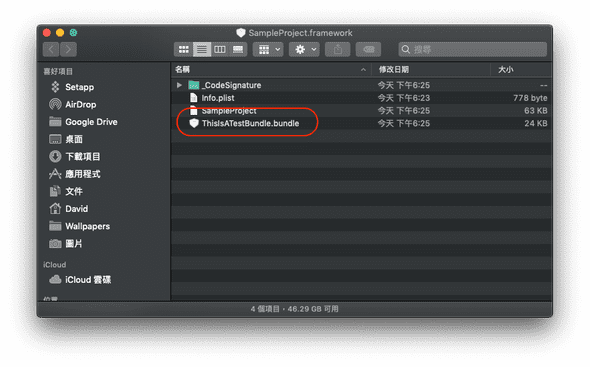 SampleProject.framework
搜尋
喜好項目
Setapp
AirDrop
Google Drive
桌面
下載項目
應用程式
文件
David
Wallpapers
圖片
iCloud
iCloud 雲碟
位置
名稱 修改日期 大小
_CodeSignature 今天 下午6:25 --
Info.plist 今天 下午6:23 778 byte
SampleProject 今天 下午6:25 63 KB
ThisIsATestBundle.bundle 今天 下午6:25 24 KB
4 個項目，46.29 GB 可用